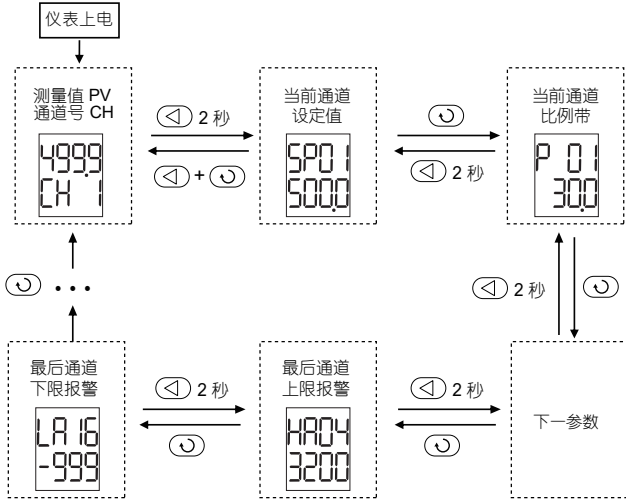 仪表上电
测量值 PV
通道号 CH
499.9
CH 1
2 秒
+
当前通道
设定值
SP01
500.0
2 秒
当前通道
比例带
P 01
30.0
...
2 秒
最后通道
下限报警
LA16
-999
2 秒
最后通道
上限报警
HA04
3200
2 秒
下一参数